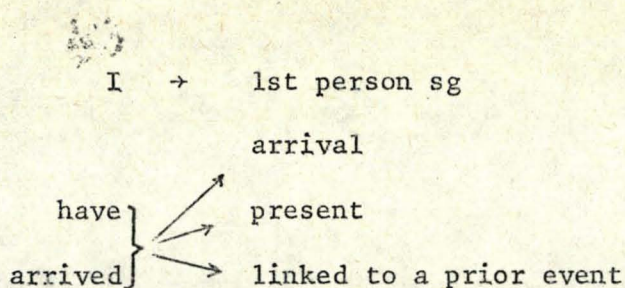 I → 1st person sg
arrival
have present
arrived linked to a prior event